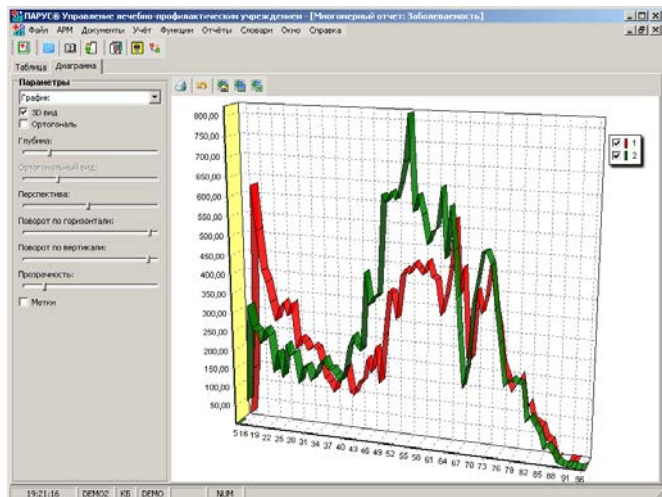 ПАРУС® Управление лечебно-профилактическим учреждением - [Многомерный отчет: Заболеваемость]
Файл АРМ Документы Учёт Функции Отчёты Словари Окно Справка
Таблица Диаграмма
Параметры
График
3D вид
Ортогональ
Глубина:
Ортогональный вид:
Перспектива:
Поворот по горизонтали:
Поворот по вертикали:
Прозрачность:
Метки
800,00
750,00
700,00
650,00
600,00
550,00
500,00
450,00
400,00
350,00
300,00
250,00
200,00
150,00
100,00
50,00
1
2
516 19 22 25 28 31 34 37 40 43 46 49 52 55 58 61 64 67 70 73 76 79 82 85 88 91 96
19:21:16 DEMO2 КБ DEMO NUM